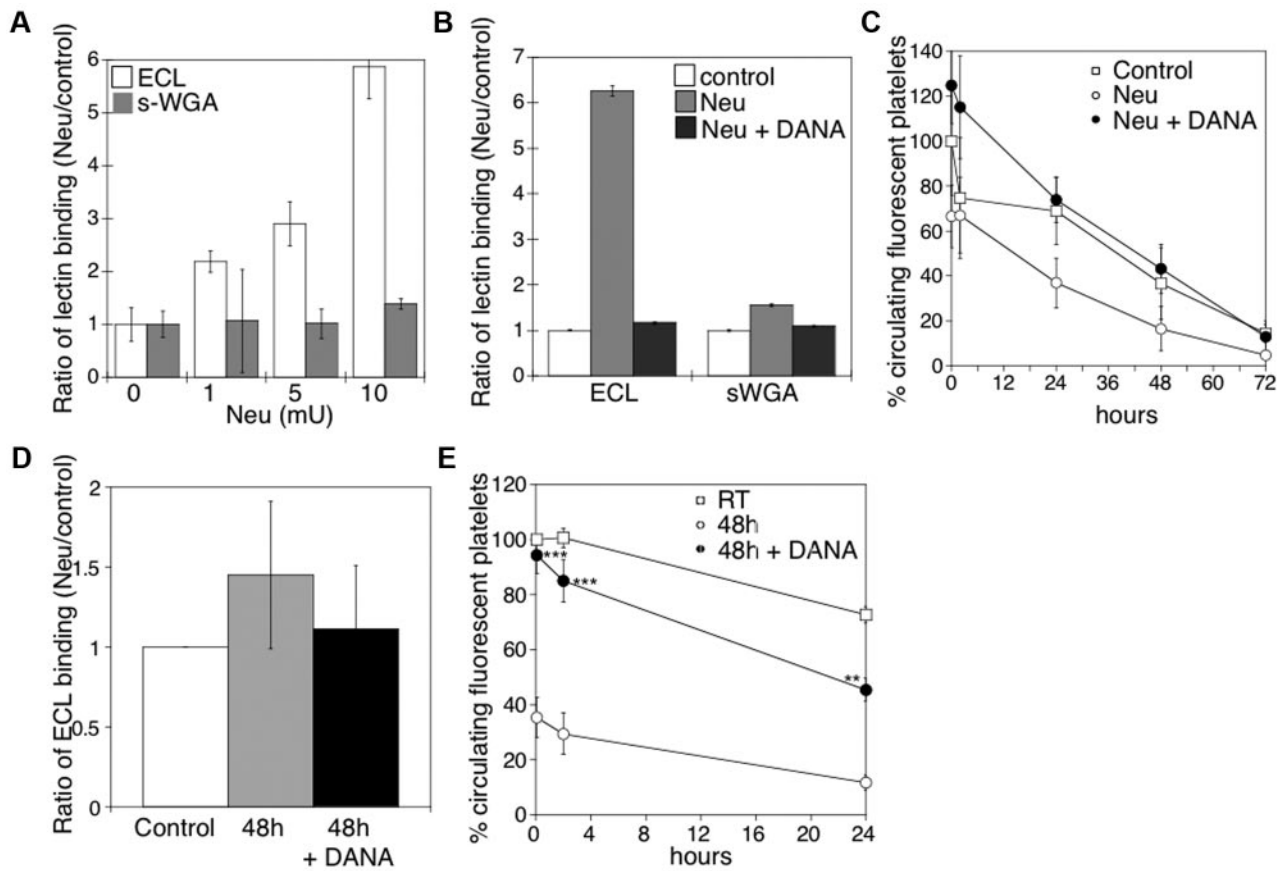 A
Ratio of lectin binding (Neu/control)
6
5
4
3
2
1
0
ECL
s-WGA
0 1 5 10
Neu (mU)
B
Ratio of lectin binding (Neu/control)
7
6
5
4
3
2
1
0
control
Neu
Neu + DANA
ECL sWGA
C
% circulating fluorescent platelets
140
120
100
80
60
40
20
0
Control
Neu
Neu + DANA
0 12 24 36 48 60 72
hours
D
Ratio of ECL binding (Neu/control)
2
1.5
1
0.5
0
Control 48h 48h
+ DANA
E
% circulating fluorescent platelets
120
100
80
60
40
20
0
RT
48h
48h + DANA
***
***
**
0 4 8 12 16 20 24
hours